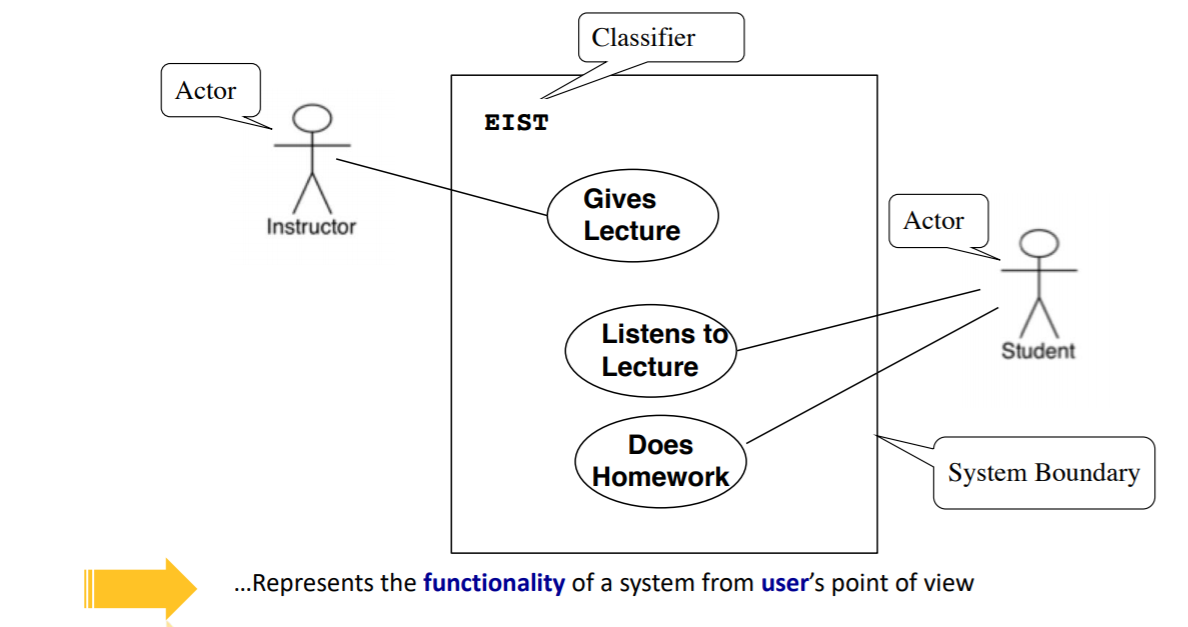 Classifier
Actor
EIST
Gives
Lecture
Instructor
Actor
Listens to
Lecture
Student
Does
Homework
System Boundary
...Represents the functionality of a system from user's point of view